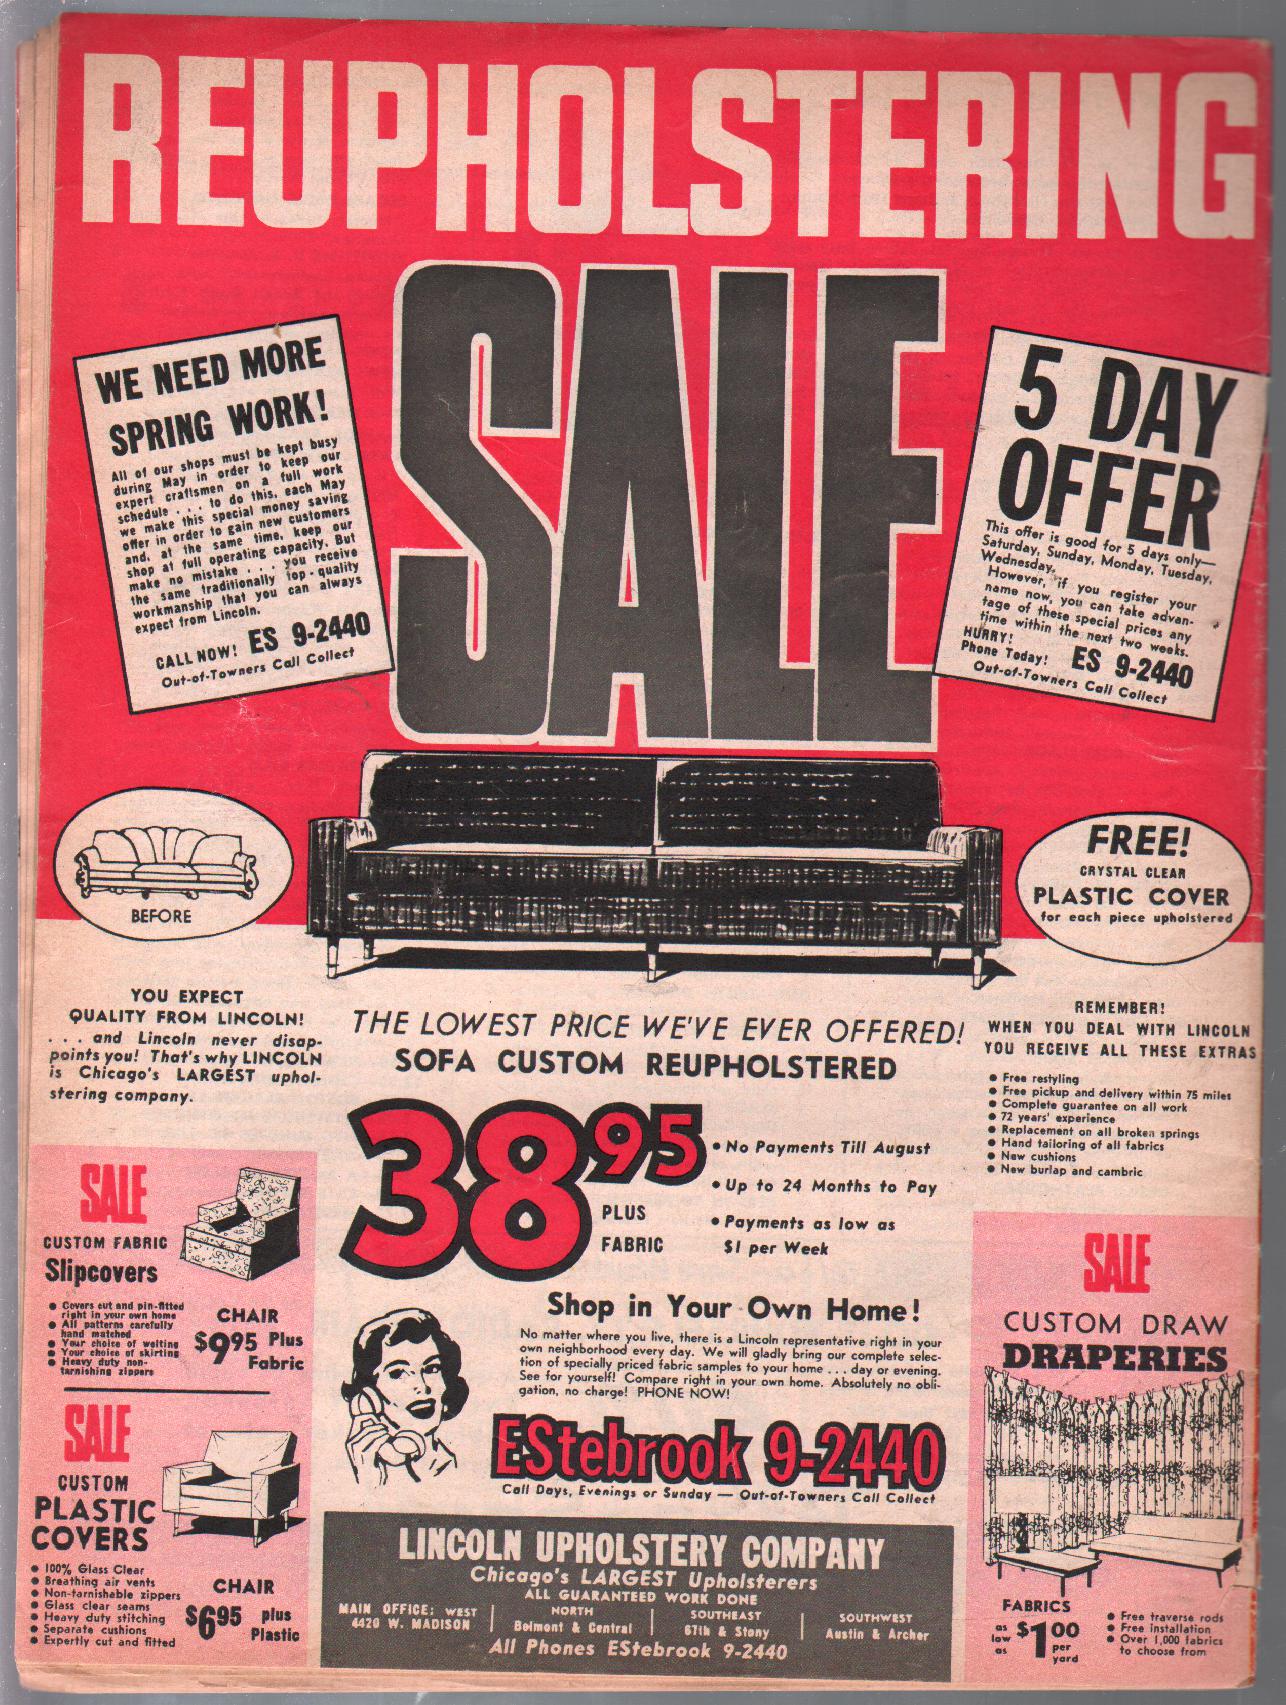 REUPHOLSTERING
SALE
WE NEED MORE
SPRING WORK!
All of our shops must be kept busy
during May in order to keep our
expert craftsmen on a full work
schedule . . . to do this, each May
we make this special money saving
offer in order to gain new customers
and, at the same time, keep our
shop at full operating capacity. But
make no mistake . . . you receive
the same traditionally top-quality
workmanship that you can always
expect from Lincoln.
CALL NOW! ES 9-2440
Out-of-Towners Call Collect
5 DAY
OFFER
This offer is good for 5 days only—
Saturday, Sunday, Monday, Tuesday,
Wednesday.
However, if you register your
name now, you can take advan-
tage of these special prices any
time within the next two weeks.
HURRY!
Phone Today! ES 9-2440
Out-of-Towners Call Collect
BEFORE
FREE!
CRYSTAL CLEAR
PLASTIC COVER
for each piece upholstered
YOU EXPECT
QUALITY FROM LINCOLN!
. . . and Lincoln never disap-
points you! That's why LINCOLN
is Chicago's LARGEST uphol-
stering company.
THE LOWEST PRICE WE'VE EVER OFFERED!
SOFA CUSTOM REUPHOLSTERED
38 95
PLUS
FABRIC
• No Payments Till August
• Up to 24 Months to Pay
• Payments as low as
$1 per Week
REMEMBER!
WHEN YOU DEAL WITH LINCOLN
YOU RECEIVE ALL THESE EXTRAS
• Free restyling
• Free pickup and delivery within 75 miles
• Complete guarantee on all work
• 72 years' experience
• Replacement on all broken springs
• Hand tailoring of all fabrics
• New cushions
• New burlap and cambric
SALE
CUSTOM FABRIC
Slipcovers
• Covers cut and pin-fitted
right in your own home
• All patterns carefully
hand matched
• Your choice of welting
• Your choice of skirting
• Heavy duty non-
tarnishing zippers
CHAIR
$9 95 Plus
Fabric
SALE
CUSTOM
PLASTIC
COVERS
• 100% Glass Clear
• Breathing air vents
• Non-tarnishable zippers
• Glass clear seams
• Heavy duty stitching
• Separate cushions
• Expertly cut and fitted
CHAIR
$6 95 plus
Plastic
Shop in Your Own Home!
No matter where you live, there is a Lincoln representative right in your
own neighborhood every day. We will gladly bring our complete selec-
tion of specially priced fabric samples to your home . . . day or evening.
See for yourself! Compare right in your own home. Absolutely no obli-
gation, no charge! PHONE NOW!
EStebrook 9-2440
Call Days, Evenings or Sunday — Out-of-Towners Call Collect
LINCOLN UPHOLSTERY COMPANY
Chicago's LARGEST Upholsterers
ALL GUARANTEED WORK DONE
MAIN OFFICE: WEST
4420 W. MADISON
NORTH
Belmont & Central
SOUTHEAST
67th & Stony
SOUTHWEST
Austin & Archer
All Phones EStebrook 9-2440
SALE
CUSTOM DRAW
DRAPERIES
FABRICS
as low as $1 00 per yard
• Free traverse rods
• Free installation
• Over 1,000 fabrics
to choose from